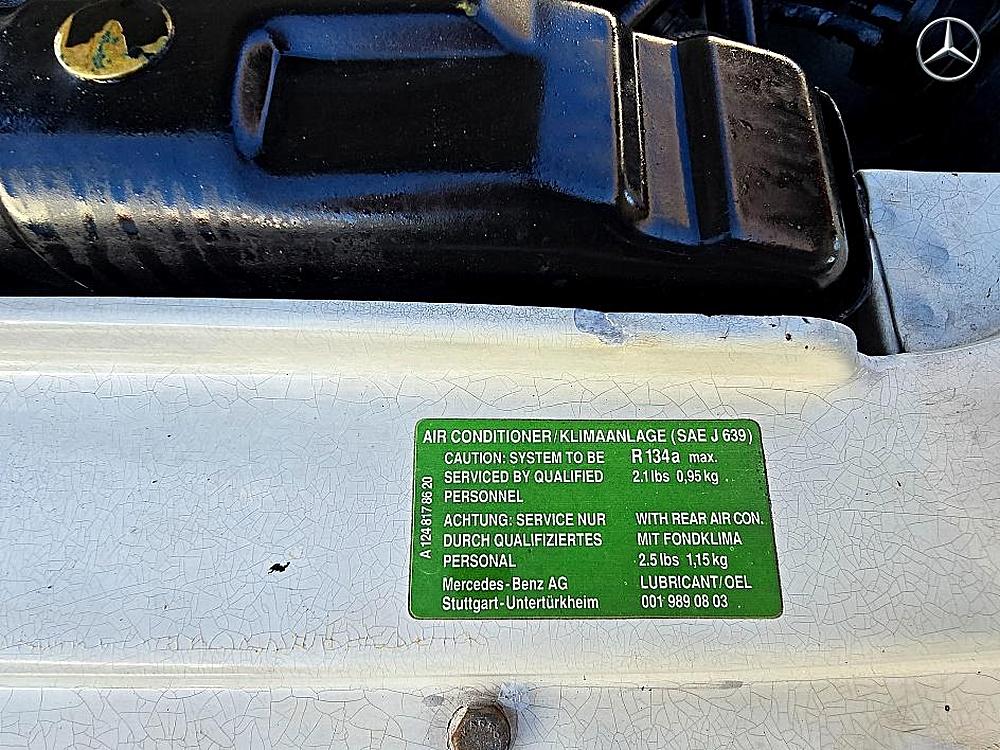 AIR CONDITIONER/KLIMAANLAGE (SAE J 639)
CAUTION: SYSTEM TO BE R 134a max.
SERVICED BY QUALIFIED 2.1 lbs 0,95 kg
PERSONNEL
ACHTUNG: SERVICE NUR WITH REAR AIR CON.
DURCH QUALIFIZIERTES MIT FONDKLIMA
PERSONAL 2.5 lbs 1,15 kg
Mercedes-Benz AG LUBRICANT/OEL
Stuttgart-Untertürkheim 001 989 08 03
A 124 817 86 20